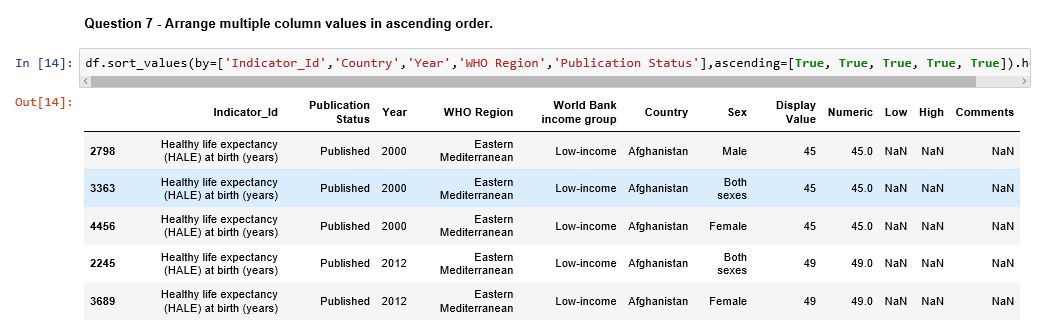 Question 7 - Arrange multiple column values in ascending order.
In [14]: df.sort_values(by=['Indicator_Id','Country','Year','WHO Region','Publication Status'],ascending=[True, True, True, True, True]).h
Out[14]:
Indicator_Id Publication Status Year WHO Region World Bank income group Country Sex Display Value Numeric Low High Comments
2798 Healthy life expectancy (HALE) at birth (years) Published 2000 Eastern Mediterranean Low-income Afghanistan Male 45 45.0 NaN NaN NaN
3363 Healthy life expectancy (HALE) at birth (years) Published 2000 Eastern Mediterranean Low-income Afghanistan Both sexes 45 45.0 NaN NaN NaN
4456 Healthy life expectancy (HALE) at birth (years) Published 2000 Eastern Mediterranean Low-income Afghanistan Female 45 45.0 NaN NaN NaN
2245 Healthy life expectancy (HALE) at birth (years) Published 2012 Eastern Mediterranean Low-income Afghanistan Both sexes 49 49.0 NaN NaN NaN
3689 Healthy life expectancy (HALE) at birth (years) Published 2012 Eastern Mediterranean Low-income Afghanistan Female 49 49.0 NaN NaN NaN